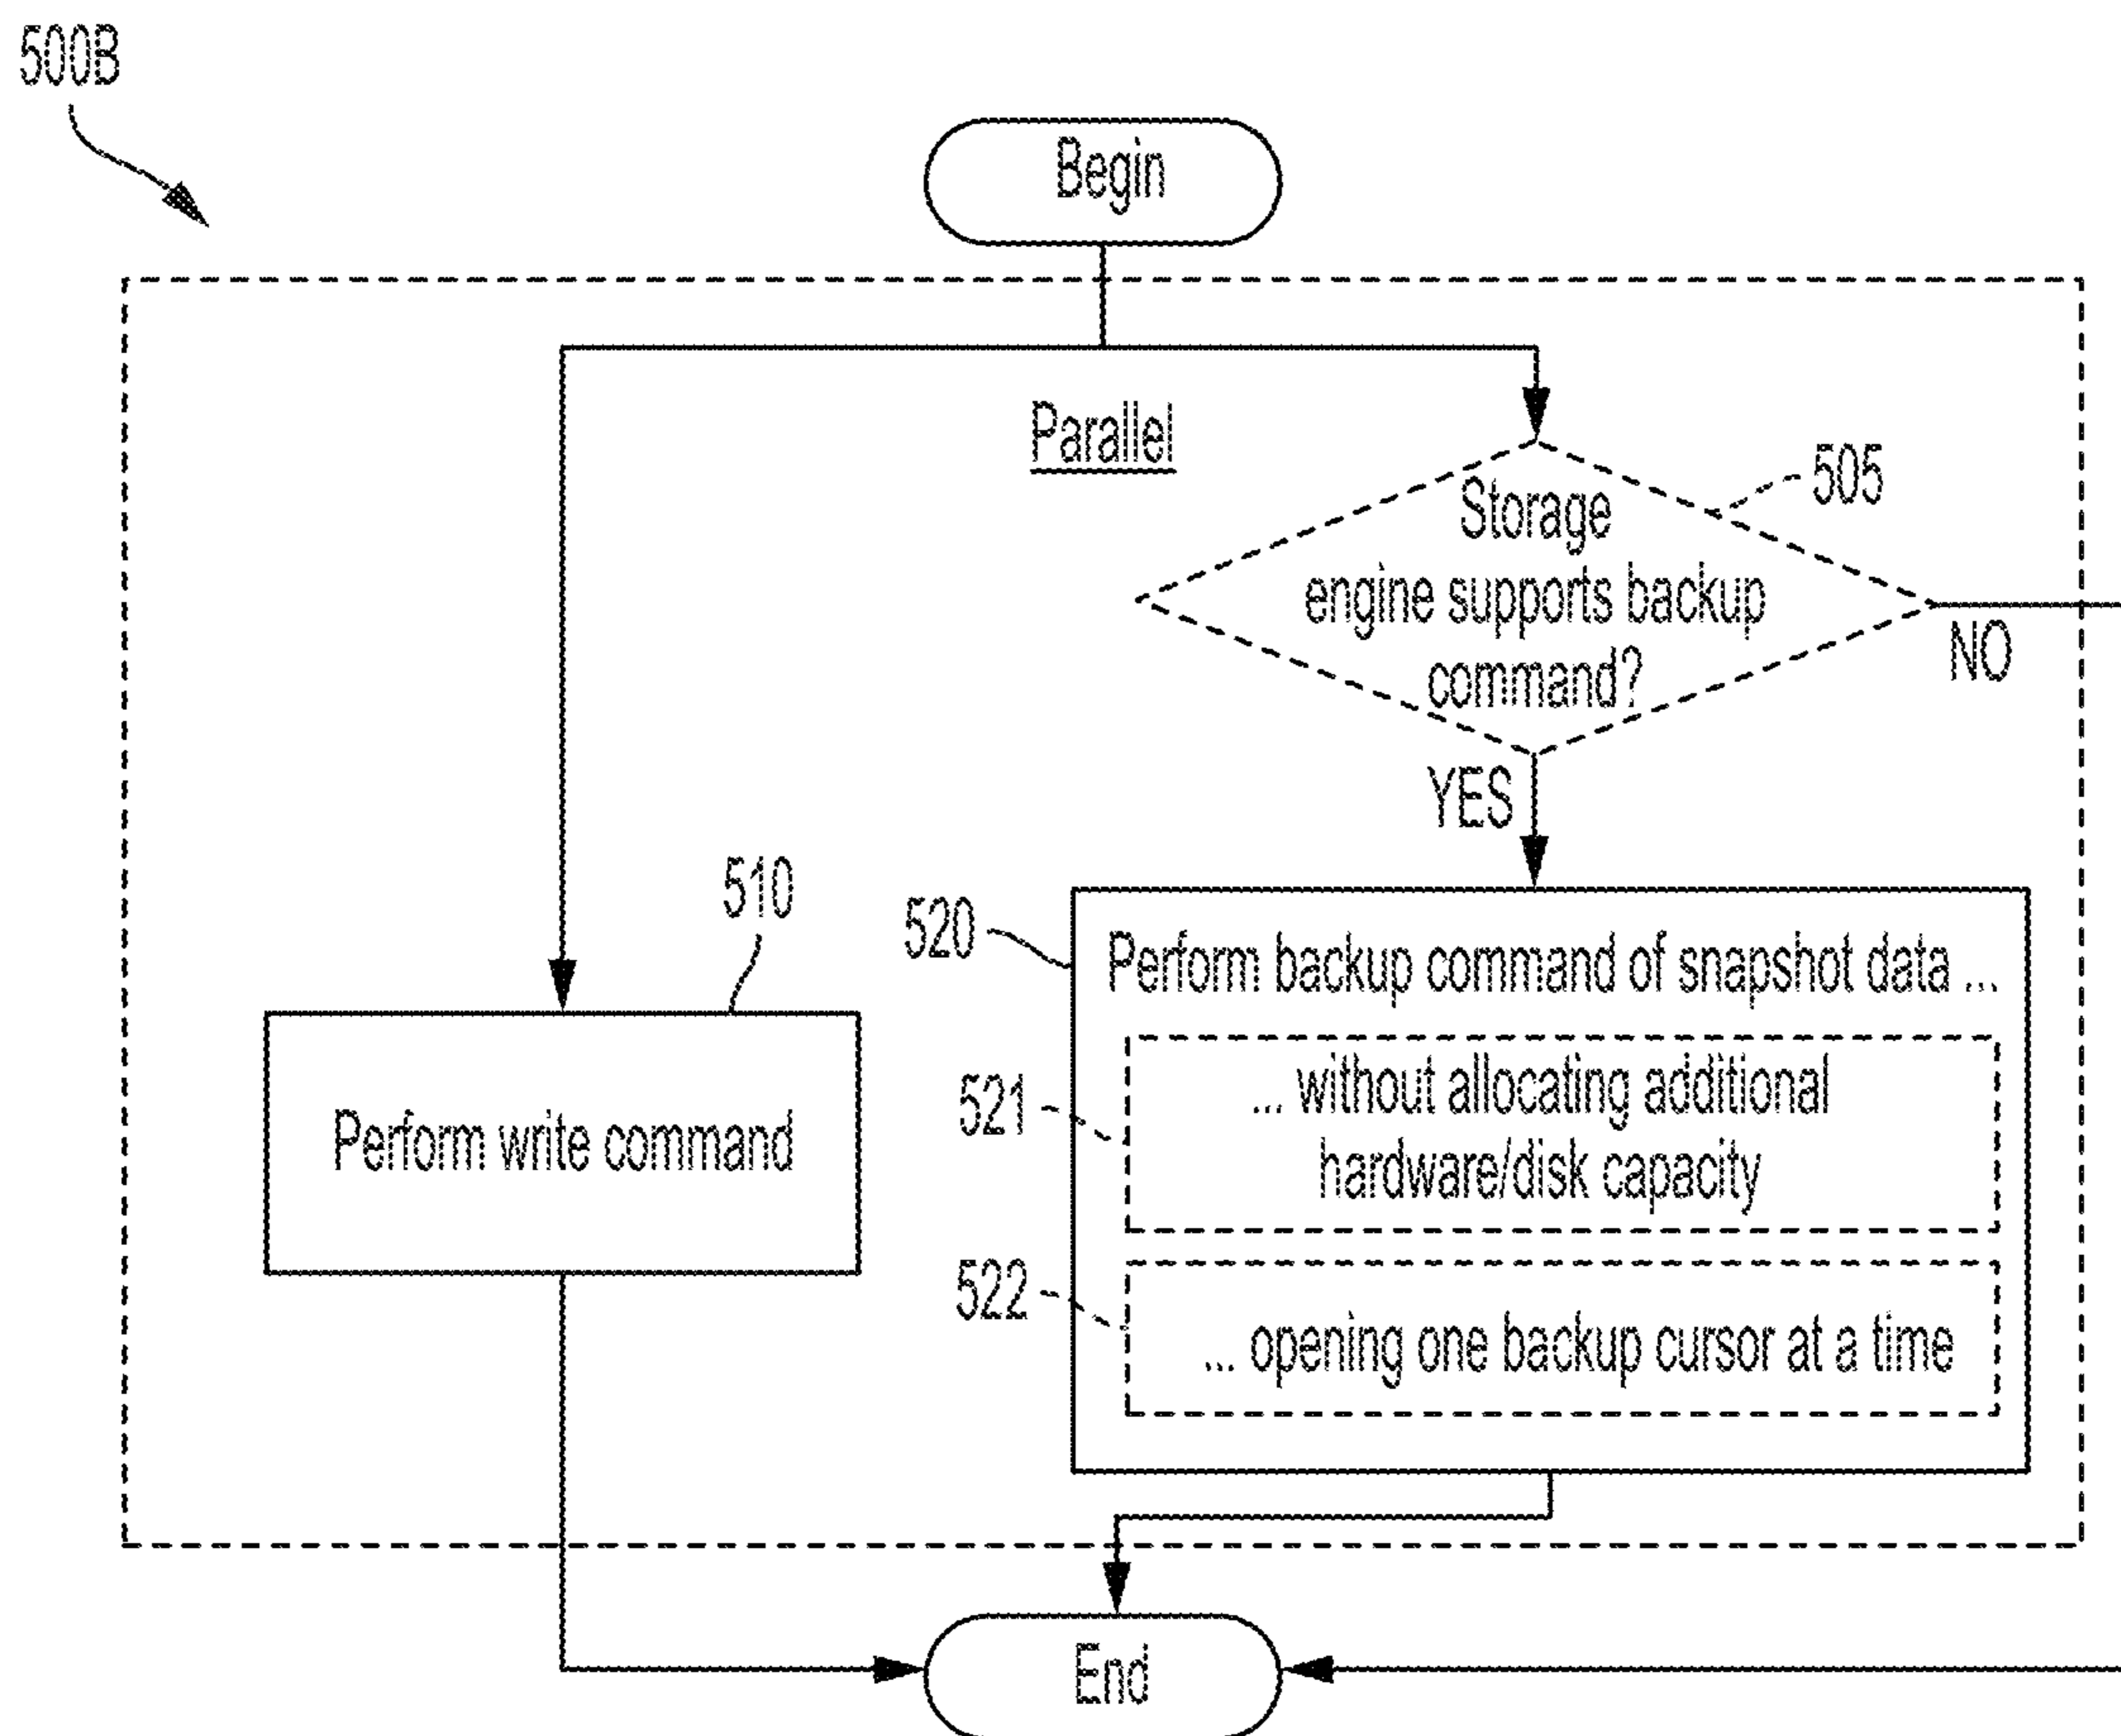 500B
Begin
Parallel
505
Storage
engine supports backup
command?
NO
YES
510
520
Perform backup command of snapshot data ...
521
... without allocating additional
hardware/disk capacity
Perform write command
522
... opening one backup cursor at a time
End